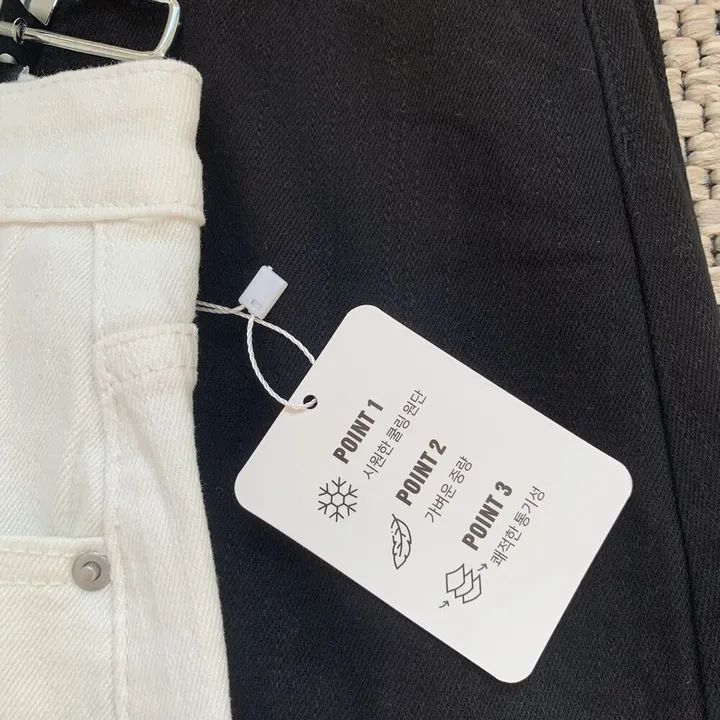 POINT 1
시원한 쿨링 원단
POINT 2
가벼운 중량
POINT 3
쾌적한 통기성